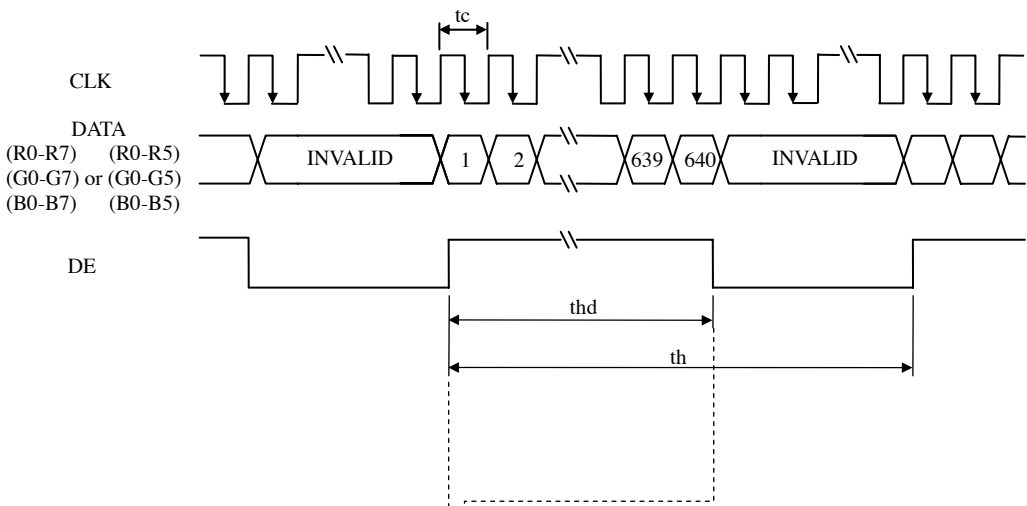 tc
CLK
DATA
(R0-R7) (R0-R5)
(G0-G7) or (G0-G5)
(B0-B7) (B0-B5)
INVALID 1 2 639 640 INVALID
DE
thd
th